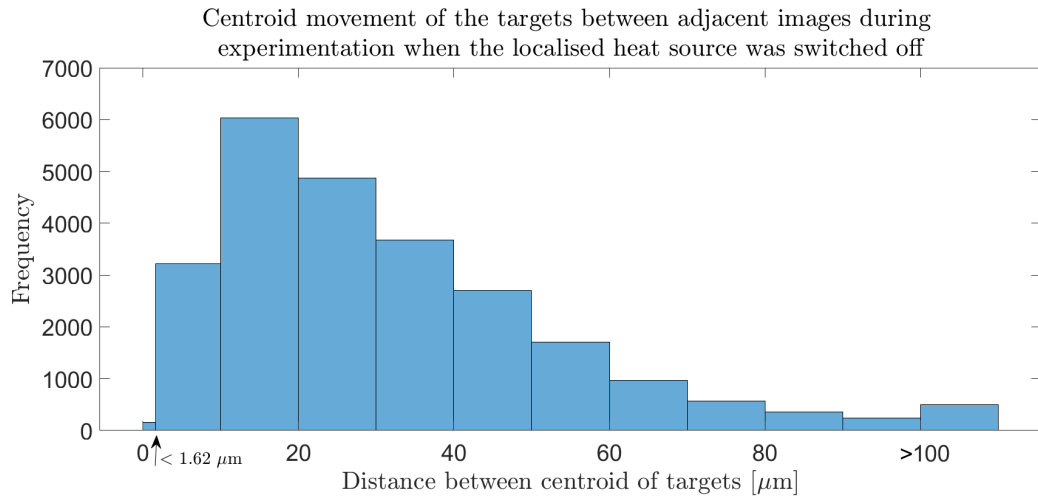 Centroid movement of the targets between adjacent images during
experimentation when the localised heat source was switched off
7000
6000
5000
4000
3000
2000
1000
0
Frequency
0 20 40 60 80 >100
< 1.62 μm
Distance between centroid of targets [μm]